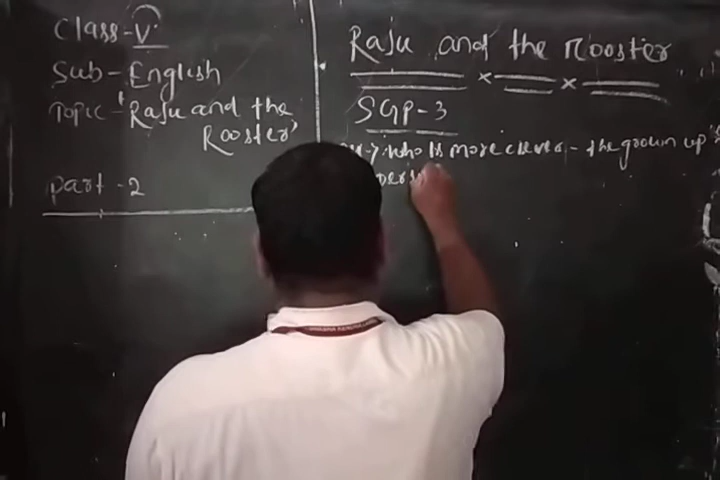 Class-V
Sub-English
Topic-'Raju and the
Rooster'
Part-2
Raju and the Rooster
SGP-3
who is more clever - the grown up